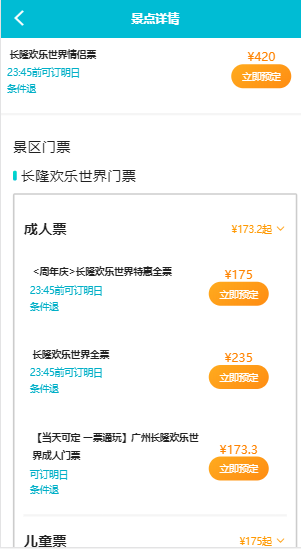 景点详情
长隆欢乐世界情侣票
¥420
23:45前可订明日
立即预定
条件退
景区门票
长隆欢乐世界门票
成人票
¥173.2起
<周年庆>长隆欢乐世界特惠全票
¥175
23:45前可订明日
立即预定
条件退
长隆欢乐世界全票
¥235
23:45前可订明日
立即预定
条件退
【当天可定 一票通玩】广州长隆欢乐世
界成人门票
¥173.3
可订明日
立即预定
条件退
儿童票
¥175起